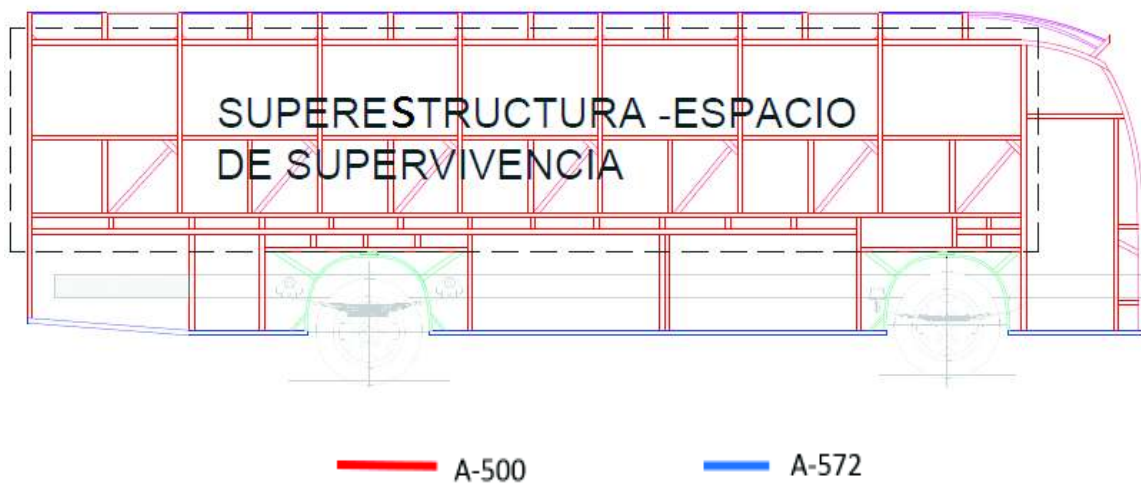 SUPERESTRUCTURA -ESPACIO
DE SUPERVIVENCIA
A-500
A-572